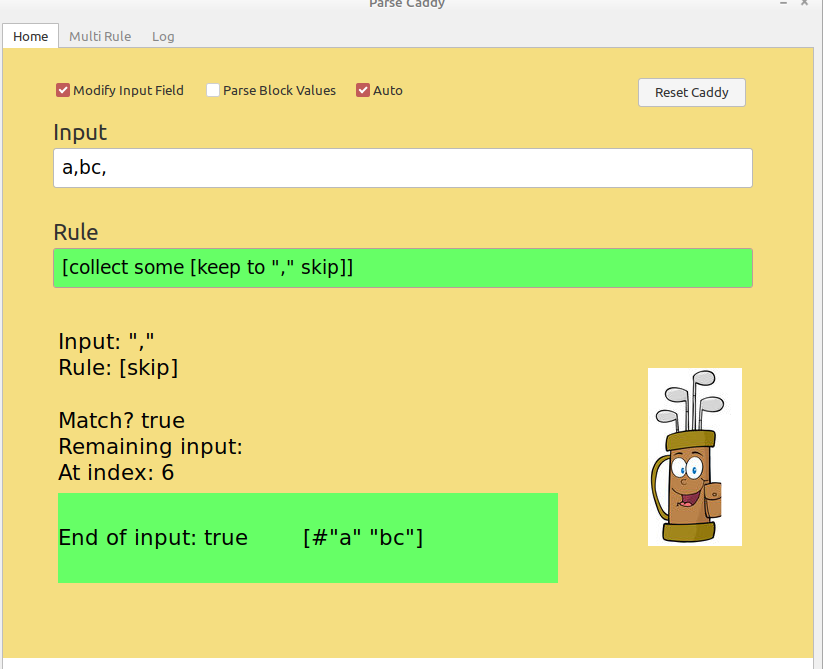 Parse Caddy
Home Multi Rule Log
Modify Input Field Parse Block Values Auto Reset Caddy
Input
a,bc,
Rule
[collect some [keep to "," skip]]
Input: ","
Rule: [skip]
Match? true
Remaining input:
At index: 6
End of input: true [#"a" "bc"]